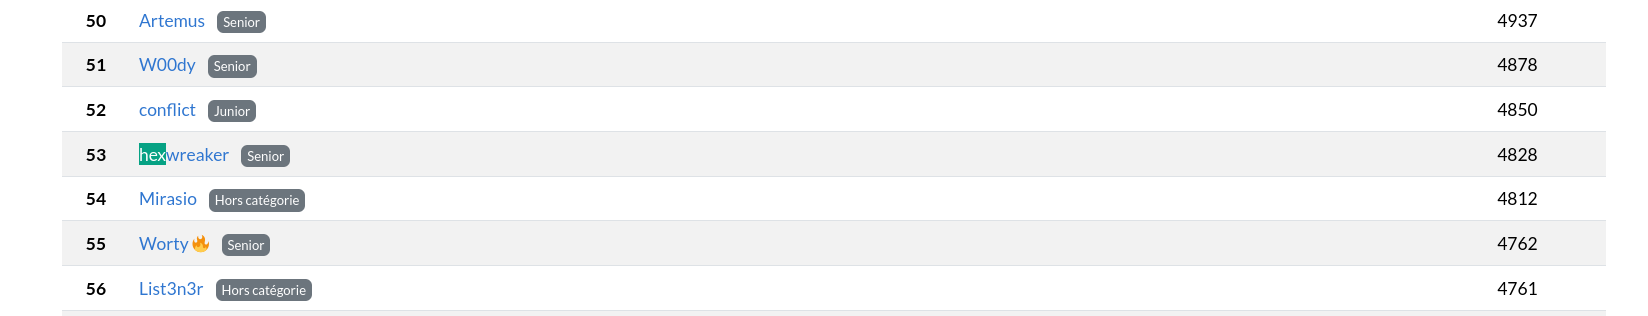 50 Artemus Senior 4937
51 W00dy Senior 4878
52 conflict Junior 4850
53 hexwreaker Senior 4828
54 Mirasio Hors catégorie 4812
55 Worty🔥 Senior 4762
56 List3n3r Hors catégorie 4761